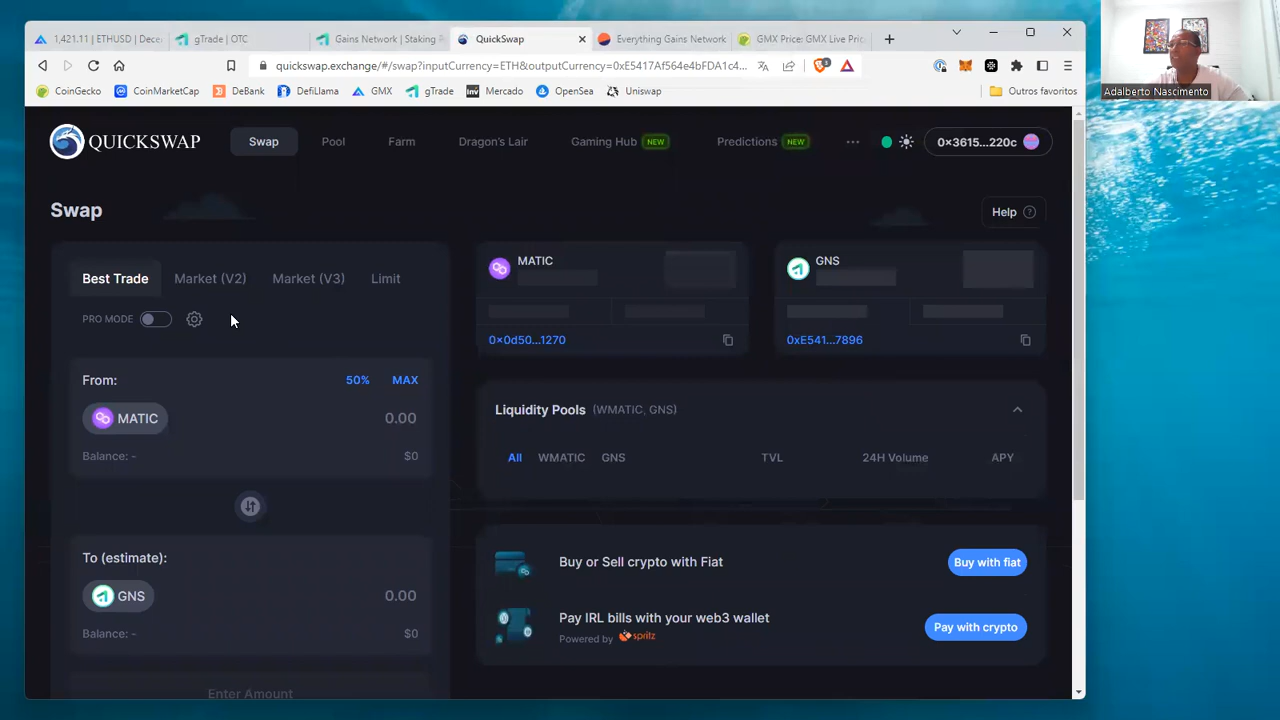 1,421.11 | ETHUSD | Dece
gTrade | OTC
Gains Network | Staking
QuickSwap
Everything Gains Network
GMX Price: GMX Live Pric
quickswap.exchange/#/swap?inputCurrency=ETH&outputCurrency=0xE5417Af564e4bFDA1c4...
CoinGecko
CoinMarketCap
DeBank
DefiLlama
GMX
gTrade
Mercado
OpenSea
Uniswap
Outros favoritos
Adalberto Nascimento
QUICKSWAP
Swap
Pool
Farm
Dragon's Lair
Gaming Hub NEW
Predictions NEW
0x3615...220c
Swap
Help
Best Trade
Market (V2)
Market (V3)
Limit
PRO MODE
From:
50%
MAX
MATIC
0.00
Balance: -
$0
To (estimate):
GNS
0.00
Balance: -
$0
Enter Amount
MATIC
0x0d50...1270
GNS
0xE541...7896
Liquidity Pools (WMATIC, GNS)
All
WMATIC
GNS
TVL
24H Volume
APY
Buy or Sell crypto with Fiat
Buy with fiat
Pay IRL bills with your web3 wallet
Powered by spritz
Pay with crypto